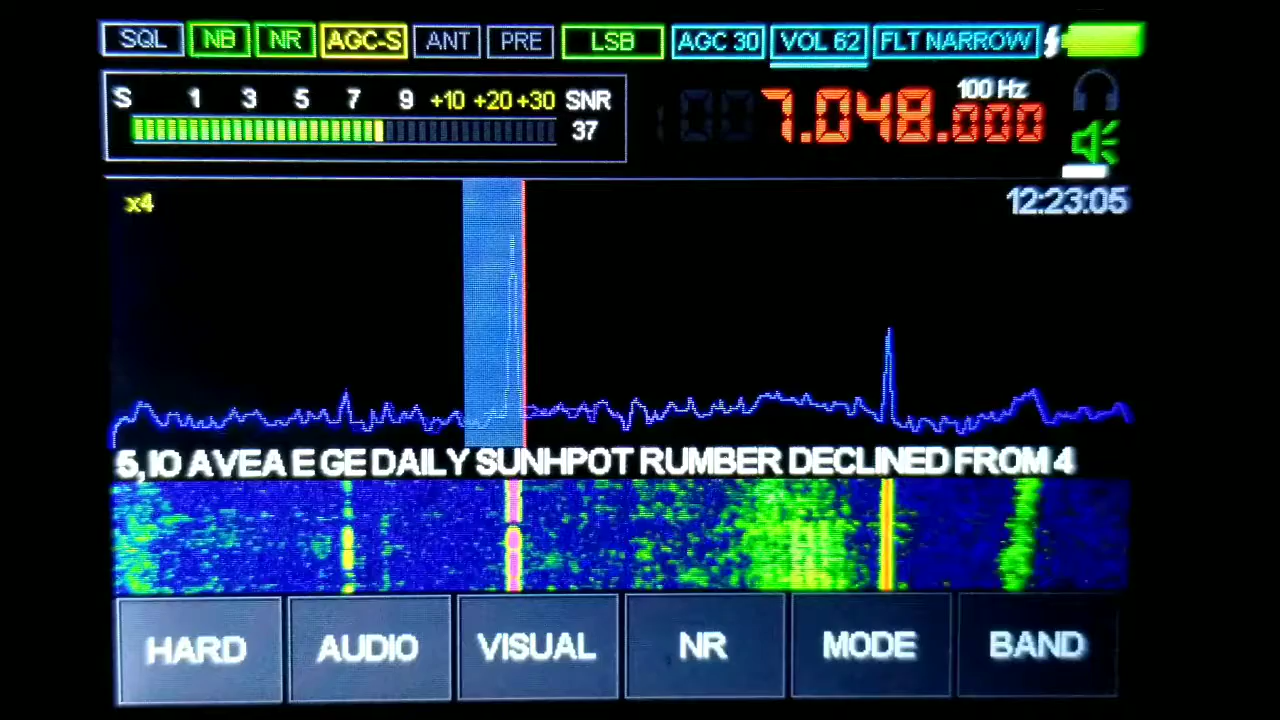 SQL NB NR AGC-S ANT PRE LSB AGC 30 VOL 62 FLT NARROW
S 1 3 5 7 9 +10 +20 +30 SNR
37
100 Hz
7.048.000
x4
12:23:05
5, IO AVEA E GE DAILY SUNHPOT RUMBER DECLINED FROM 4
HARD AUDIO VISUAL NR MODE BAND